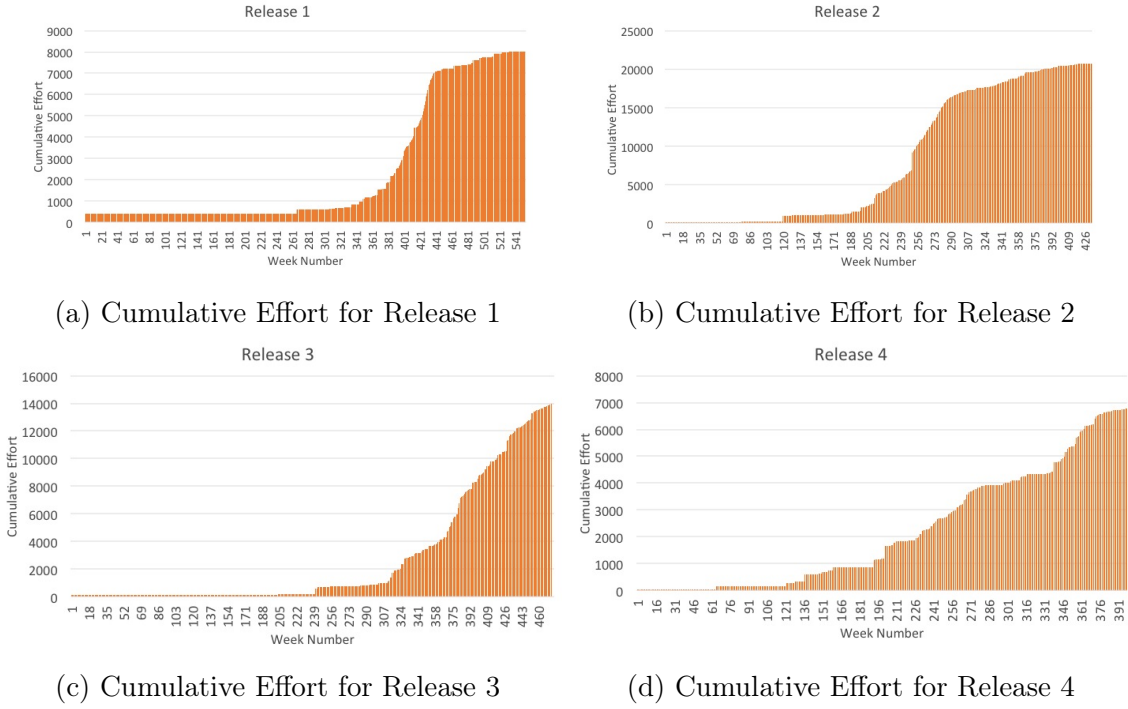 Release 1
9000
8000
7000
6000
5000
4000
3000
2000
1000
0
Cumulative Effort
1 21 41 61 81 101 121 141 161 181 201 221 241 261 281 301 321 341 361 381 401 421 441 461 481 501 521 541
Week Number
(a) Cumulative Effort for Release 1
Release 2
25000
20000
15000
10000
5000
0
Cumulative Effort
1 18 35 52 69 86 103 120 137 154 171 188 205 222 239 256 273 290 307 324 341 358 375 392 409 426
Week Number
(b) Cumulative Effort for Release 2
Release 3
16000
14000
12000
10000
8000
6000
4000
2000
0
Cumulative Effort
1 18 35 52 69 86 103 120 137 154 171 188 205 222 239 256 273 290 307 324 341 358 375 392 409 426 443 460
Week Number
(c) Cumulative Effort for Release 3
Release 4
8000
7000
6000
5000
4000
3000
2000
1000
0
Cumulative Effort
1 16 31 46 61 76 91 106 121 136 151 166 181 196 211 226 241 256 271 286 301 316 331 346 361 376 391
Week Number
(d) Cumulative Effort for Release 4